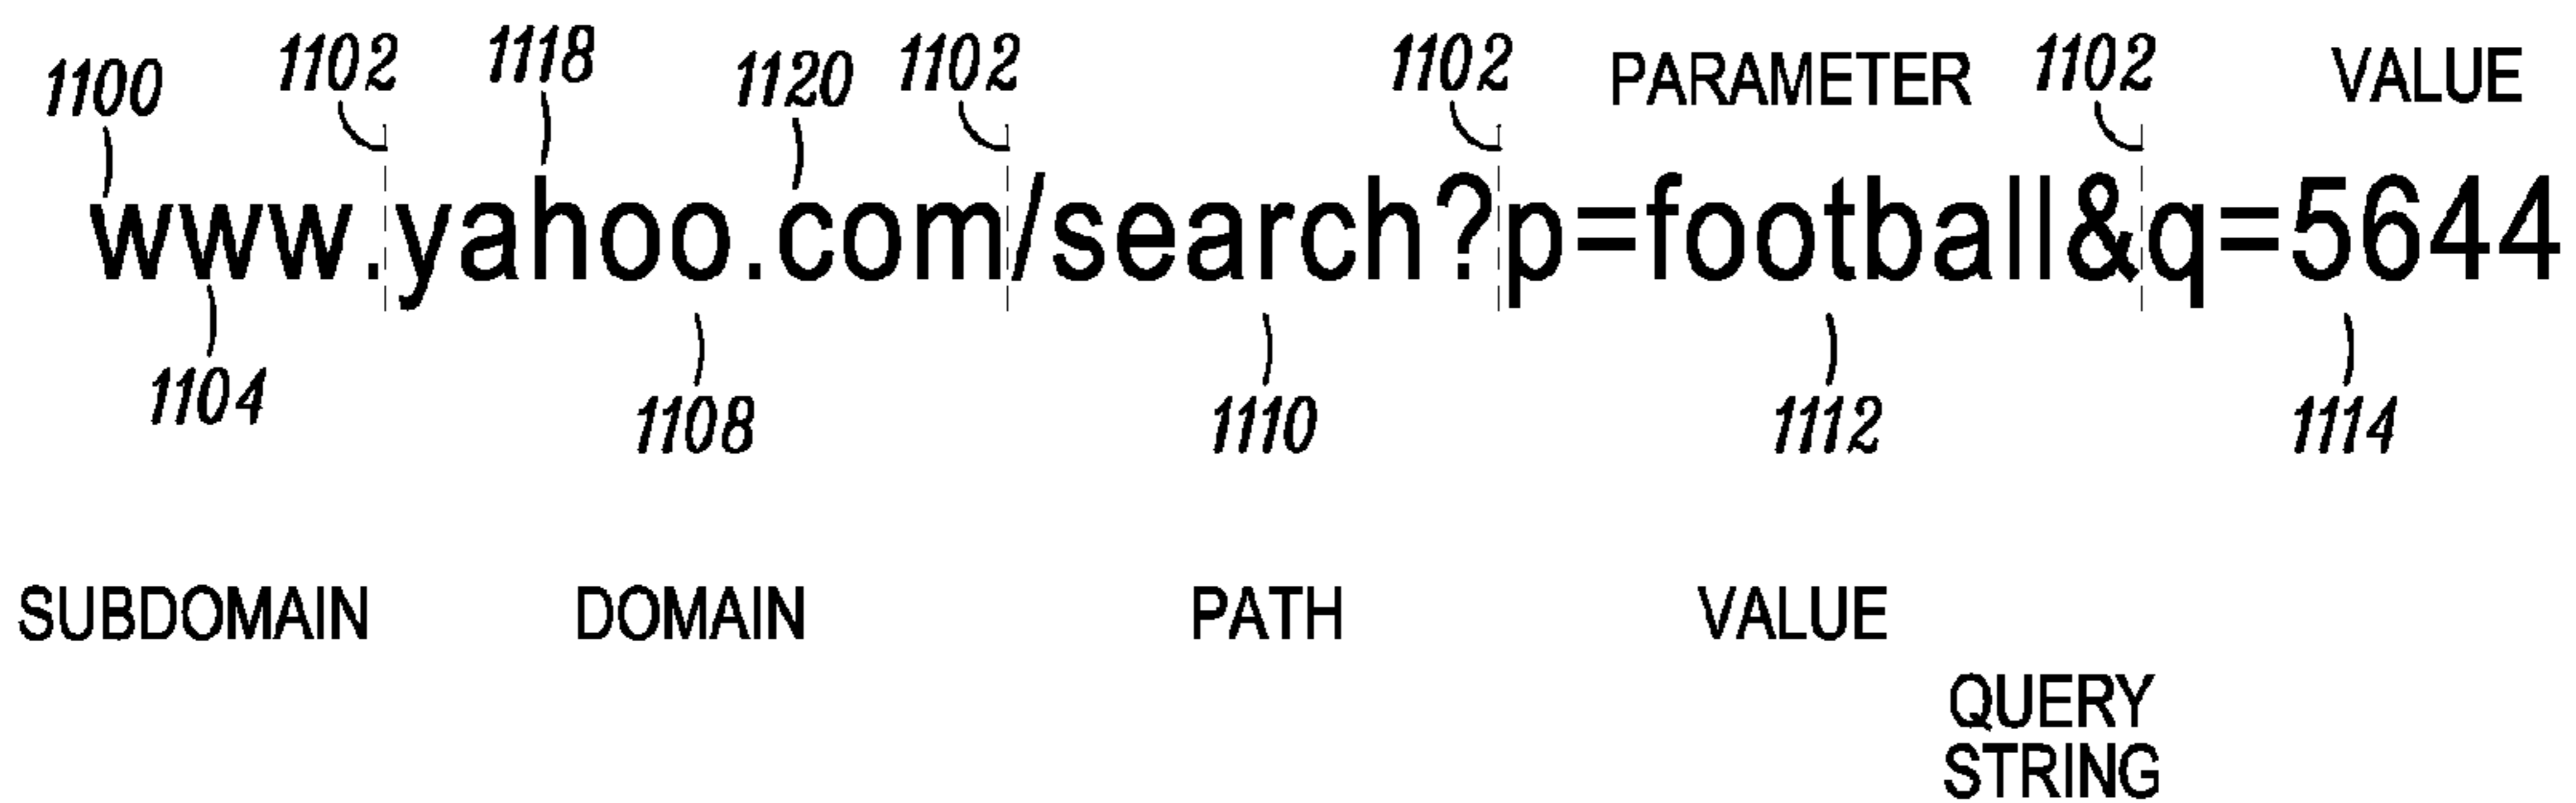 1100 1102 1118 1120 1102 1102 PARAMETER 1102 VALUE
www.yahoo.com/search?p=football&q=5644
1104 1108 1110 1112 1114
SUBDOMAIN DOMAIN PATH VALUE
QUERY
STRING